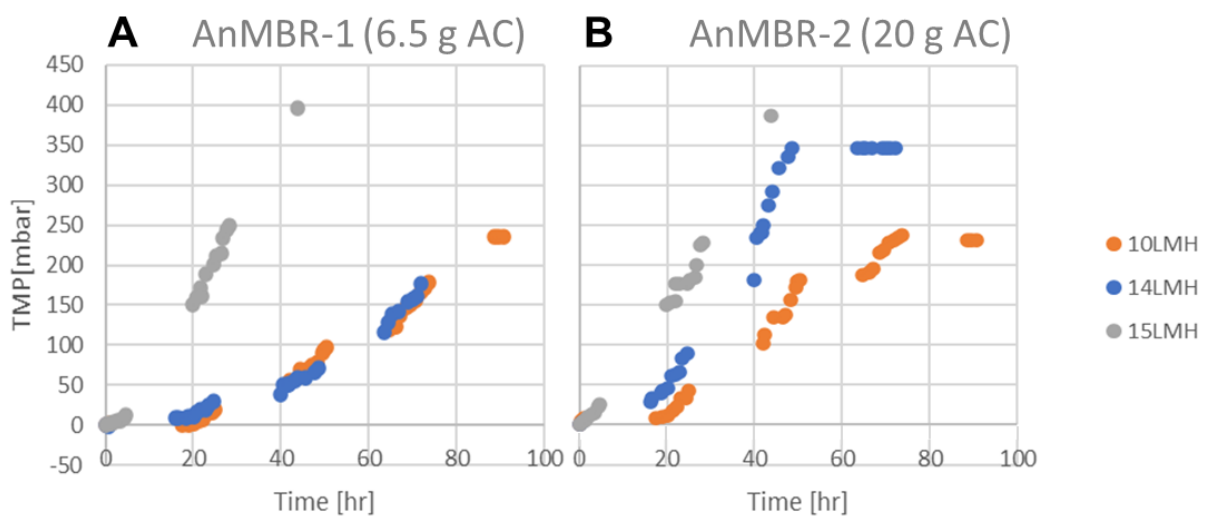 A AnMBR-1 (6.5 g AC)
B AnMBR-2 (20 g AC)
450
400
350
300
250
200
150
100
50
0
-50
TMP[mbar]
0 20 40 60 80 100
0 20 40 60 80 100
Time [hr]
Time [hr]
10LMH
14LMH
15LMH